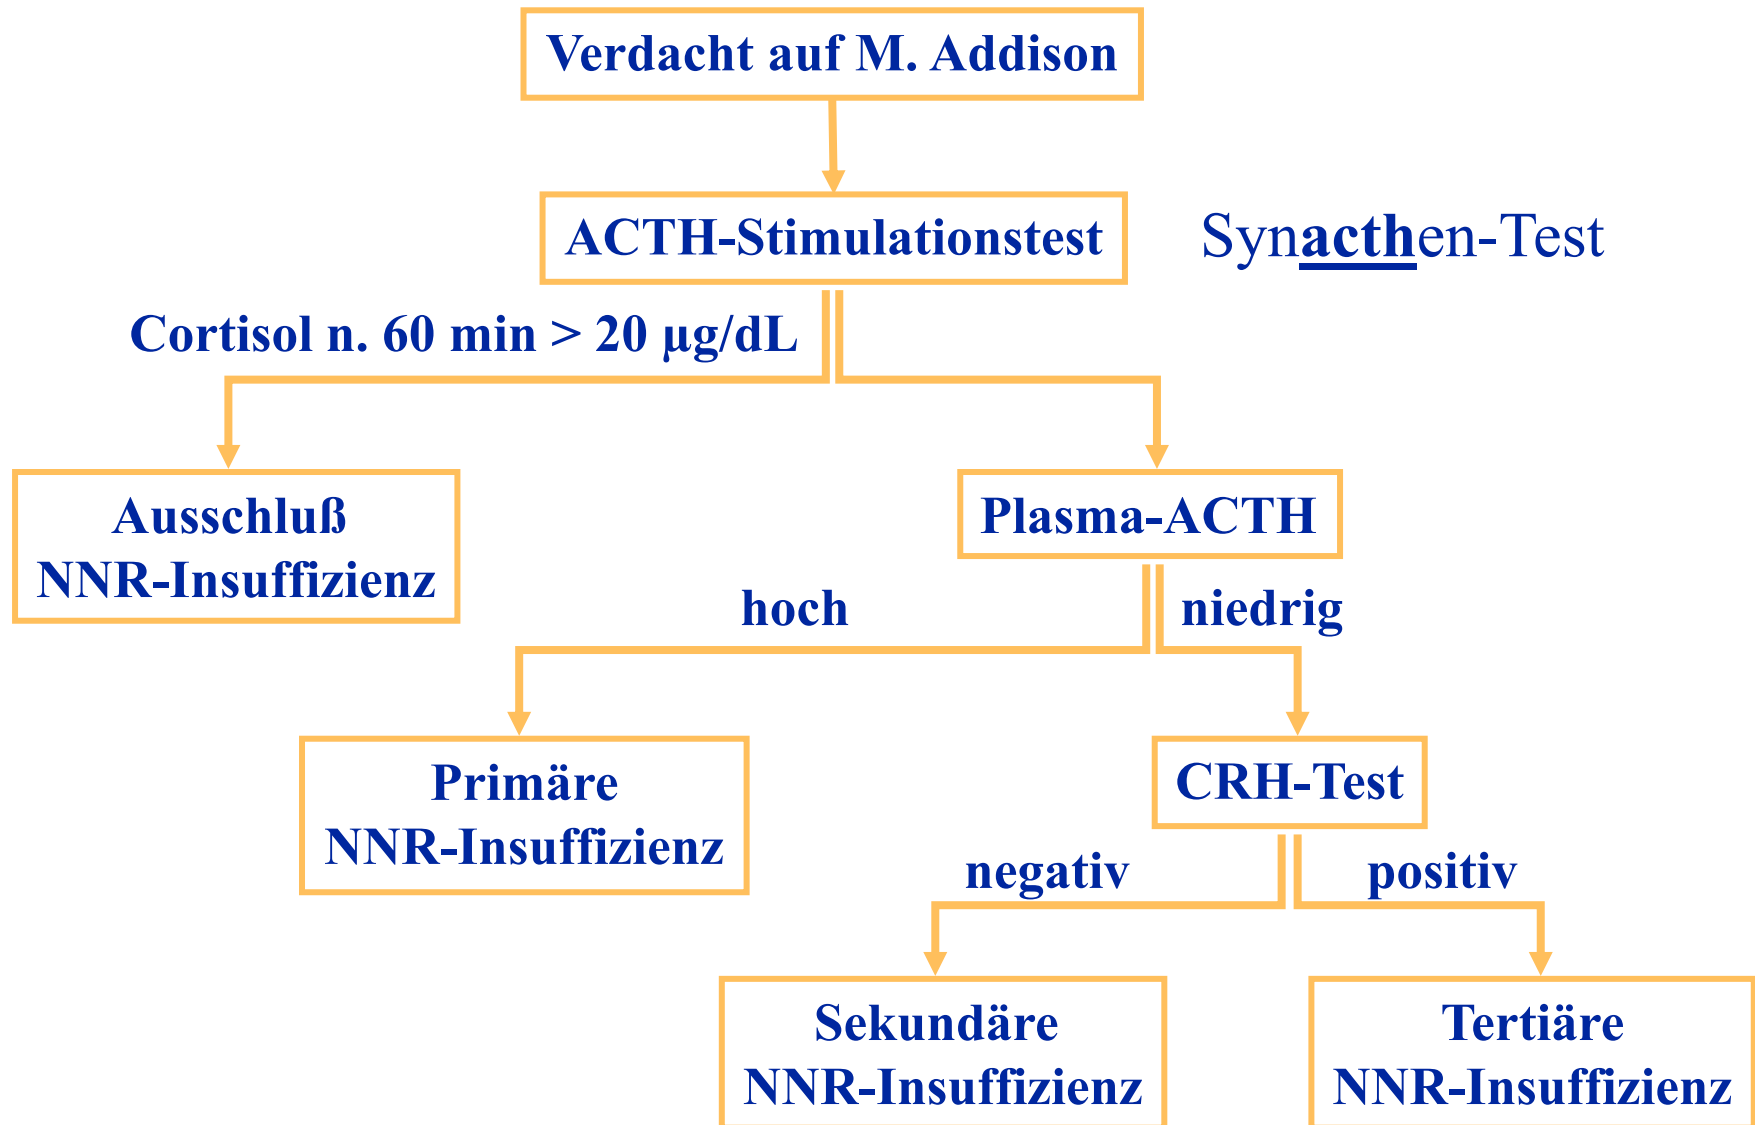 Verdacht auf M. Addison
ACTH-Stimulationstest
Synacthen-Test
Cortisol n. 60 min > 20 µg/dL
Ausschluß
NNR-Insuffizienz
Plasma-ACTH
hoch
niedrig
Primäre
NNR-Insuffizienz
CRH-Test
negativ
positiv
Sekundäre
NNR-Insuffizienz
Tertiäre
NNR-Insuffizienz